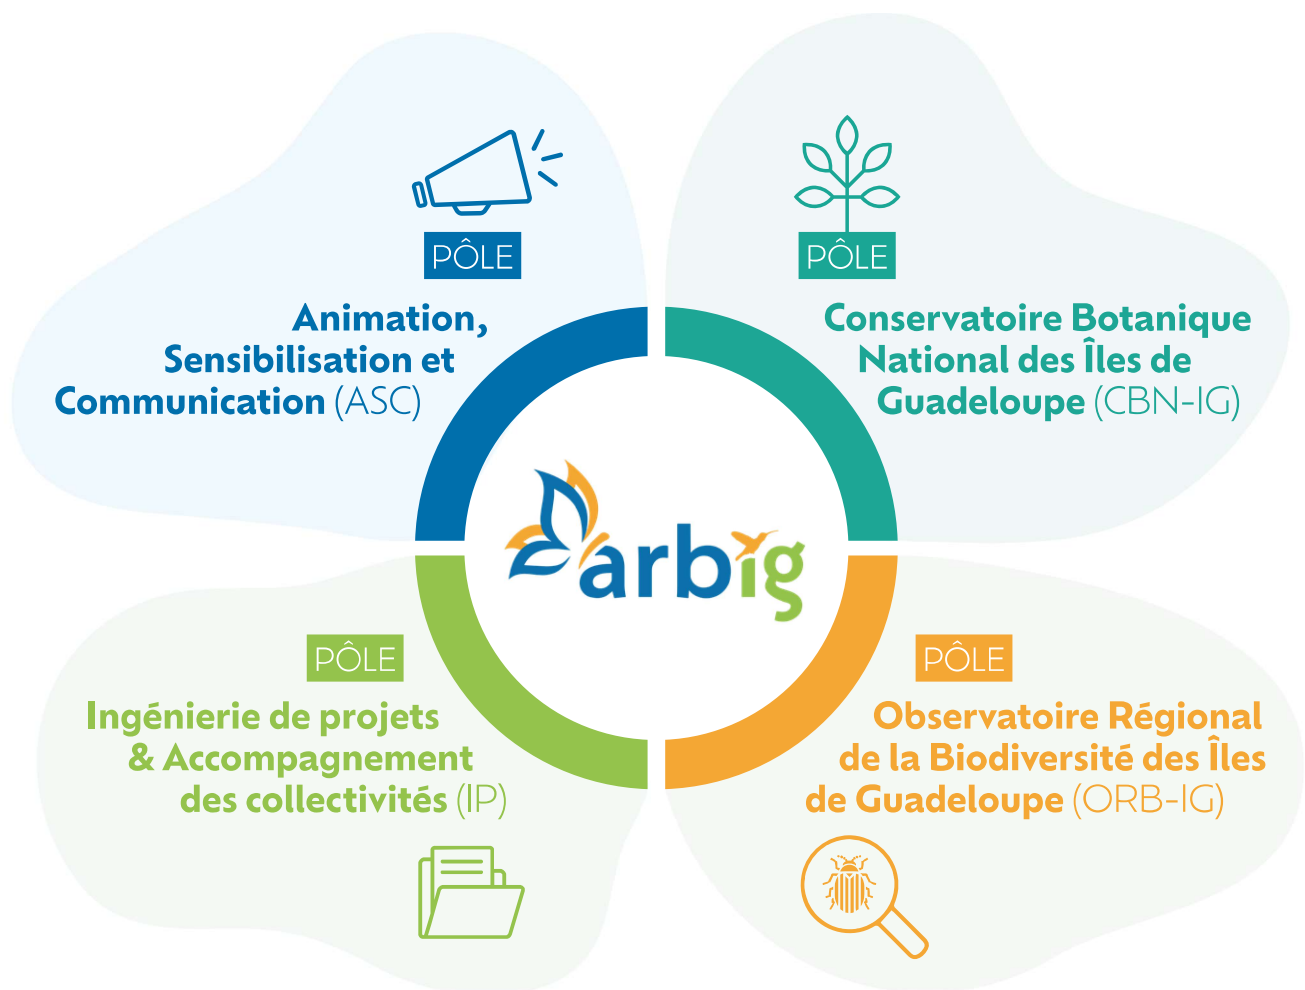 PÔLE
Animation,
Sensibilisation et
Communication (ASC)
PÔLE
Conservatoire Botanique
National des Îles de
Guadeloupe (CBN-IG)
arbig
PÔLE
Ingénierie de projets
& Accompagnement
des collectivités (IP)
PÔLE
Observatoire Régional
de la Biodiversité des Îles
de Guadeloupe (ORB-IG)